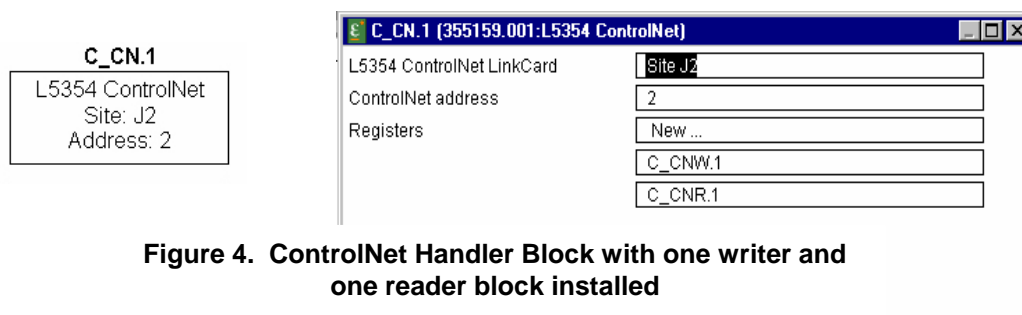 C_CN.1
L5354 ControlNet
Site: J2
Address: 2
C_CN.1 (355159.001:L5354 ControlNet)
L5354 ControlNet LinkCard
Site J2
ControlNet address
2
Registers
New ...
C_CNW.1
C_CNR.1
Figure 4. ControlNet Handler Block with one writer and
one reader block installed